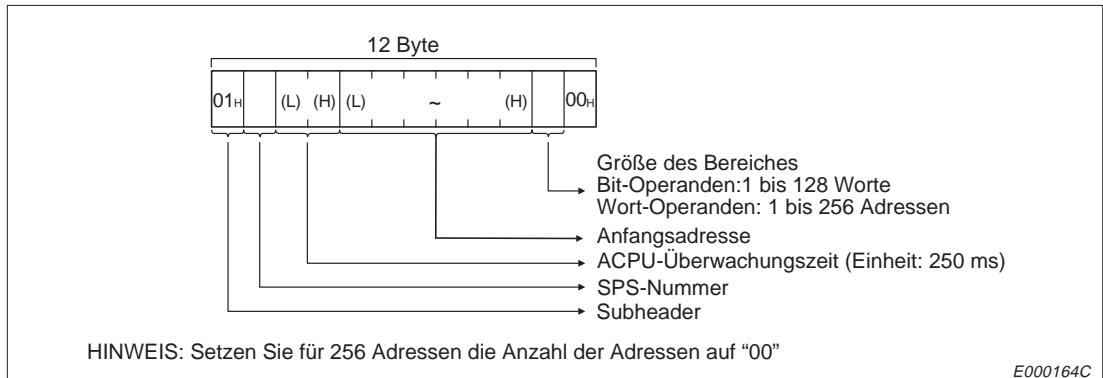 12 Byte
01H (L) (H) (L) ~ (H) 00H
Größe des Bereiches
Bit-Operanden:1 bis 128 Worte
Wort-Operanden: 1 bis 256 Adressen
Anfangsadresse
ACPU-Überwachungszeit (Einheit: 250 ms)
SPS-Nummer
Subheader
HINWEIS: Setzen Sie für 256 Adressen die Anzahl der Adressen auf “00”
E000164C